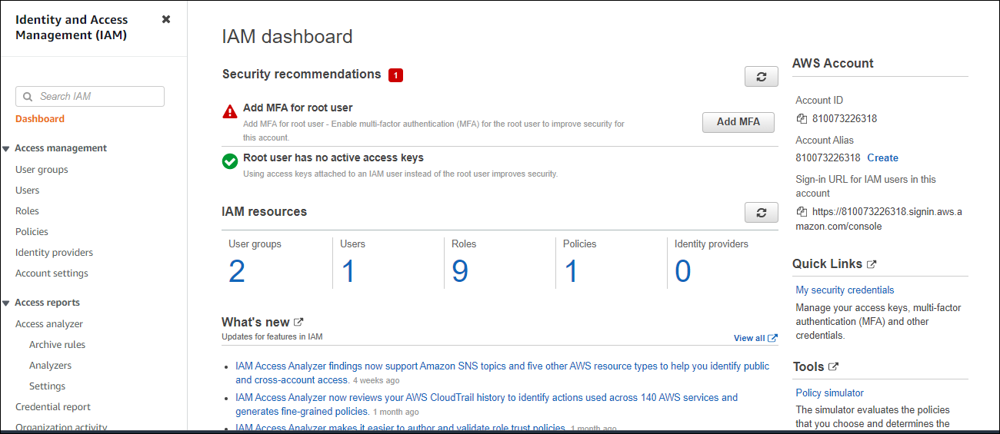 Identity and Access
Management (IAM)
Search IAM
Dashboard
Access management
User groups
Users
Roles
Policies
Identity providers
Account settings
Access reports
Access analyzer
Archive rules
Analyzers
Settings
Credential report
Organization activity
IAM dashboard
Security recommendations 1
Add MFA for root user
Add MFA for root user - Enable multi-factor authentication (MFA) for the root user to improve security for
this account.
Add MFA
Root user has no active access keys
Using access keys attached to an IAM user instead of the root user improves security.
IAM resources
User groups Users Roles Policies Identity providers
2 1 9 1 0
What's new
Updates for features in IAM
View all
IAM Access Analyzer findings now support Amazon SNS topics and five other AWS resource types to help you identify public
and cross-account access. 4 weeks ago
IAM Access Analyzer now reviews your AWS CloudTrail history to identify actions used across 140 AWS services and
generates fine-grained policies. 1 month ago
IAM Access Analyzer makes it easier to author and validate role trust policies. 1 month ago
AWS Account
Account ID
810073226318
Account Alias
810073226318 Create
Sign-in URL for IAM users in this
account
https://810073226318.signin.aws.a
mazon.com/console
Quick Links
My security credentials
Manage your access keys, multi-factor
authentication (MFA) and other
credentials.
Tools
Policy simulator
The simulator evaluates the policies
that you choose and determines the